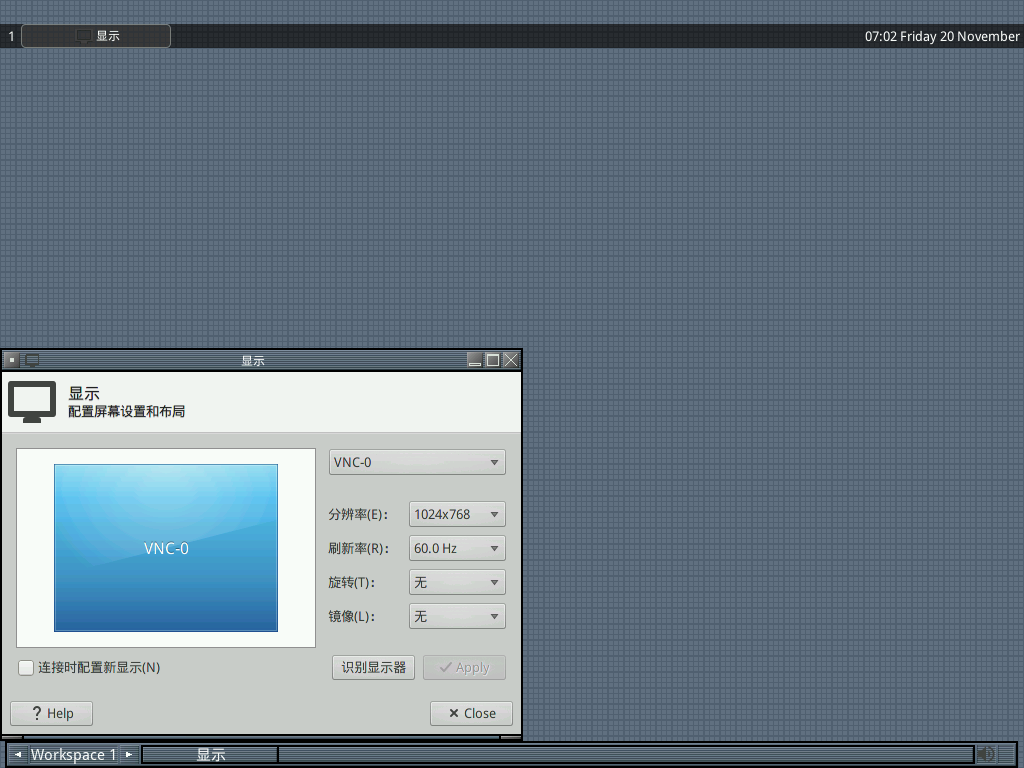 1 显示 07:02 Friday 20 November
显示
显示
配置屏幕设置和布局
VNC-0
VNC-0
分辨率(E): 1024x768
刷新率(R): 60.0 Hz
旋转(T): 无
镜像(L): 无
连接时配置新显示(N) 识别显示器 Apply
Help Close
Workspace 1 显示